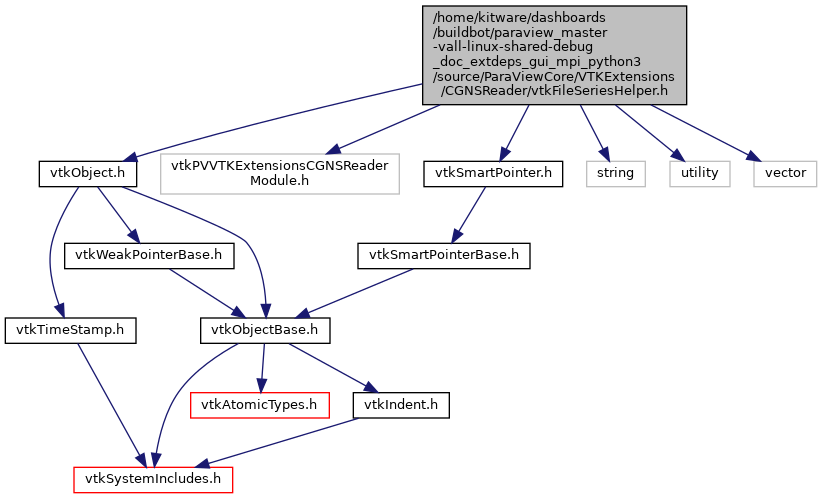 /home/kitware/dashboards
/buildbot/paraview_master
-vall-linux-shared-debug
_doc_extdeps_gui_mpi_python3
/source/ParaViewCore/VTKExtensions
/CGNSReader/vtkFileSeriesHelper.h
vtkObject.h
vtkPVVTKExtensionsCGNSReader
Module.h
vtkSmartPointer.h
string
utility
vector
vtkWeakPointerBase.h
vtkSmartPointerBase.h
vtkTimeStamp.h
vtkObjectBase.h
vtkAtomicTypes.h
vtkIndent.h
vtkSystemIncludes.h